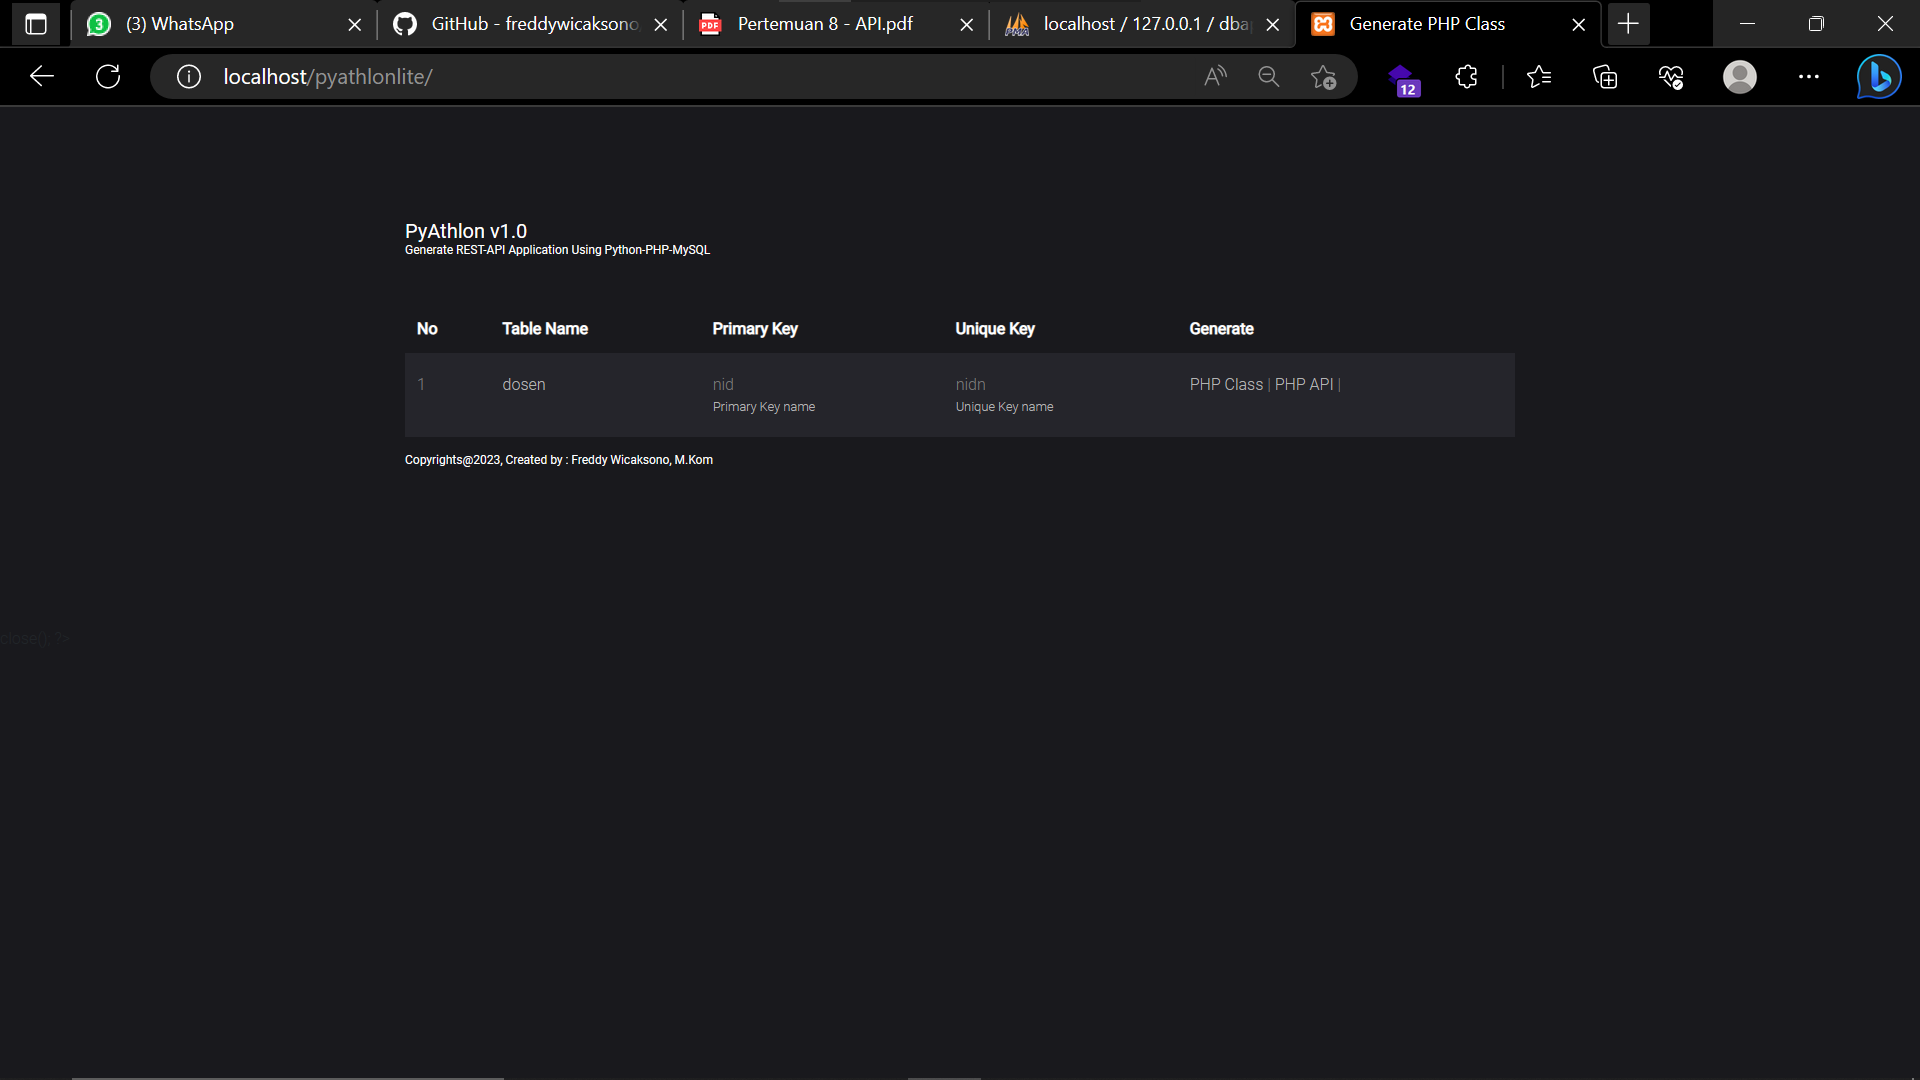 3 (3) WhatsApp
GitHub - freddywicaksono
PDF Pertemuan 8 - API.pdf
PMA localhost / 127.0.0.1 / dba
Generate PHP Class
localhost/pyathlonlite/
12
PyAthlon v1.0
Generate REST-API Application Using Python-PHP-MySQL
No Table Name Primary Key Unique Key Generate
1 dosen nid nidn PHP Class | PHP API |
Primary Key name Unique Key name
Copyrights@2023, Created by : Freddy Wicaksono, M.Kom
close(); ?>